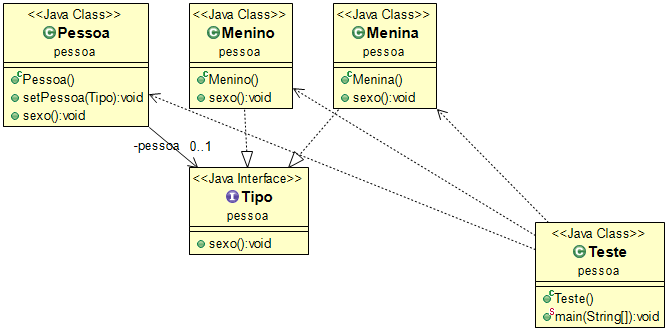 <<Java Class>>
Pessoa
pessoa
Pessoa()
setPessoa(Tipo):void
sexo():void
<<Java Class>>
Menino
pessoa
Menino()
sexo():void
<<Java Class>>
Menina
pessoa
Menina()
sexo():void
-pessoa 0..1
<<Java Interface>>
Tipo
pessoa
sexo():void
<<Java Class>>
Teste
pessoa
Teste()
main(String[]):void